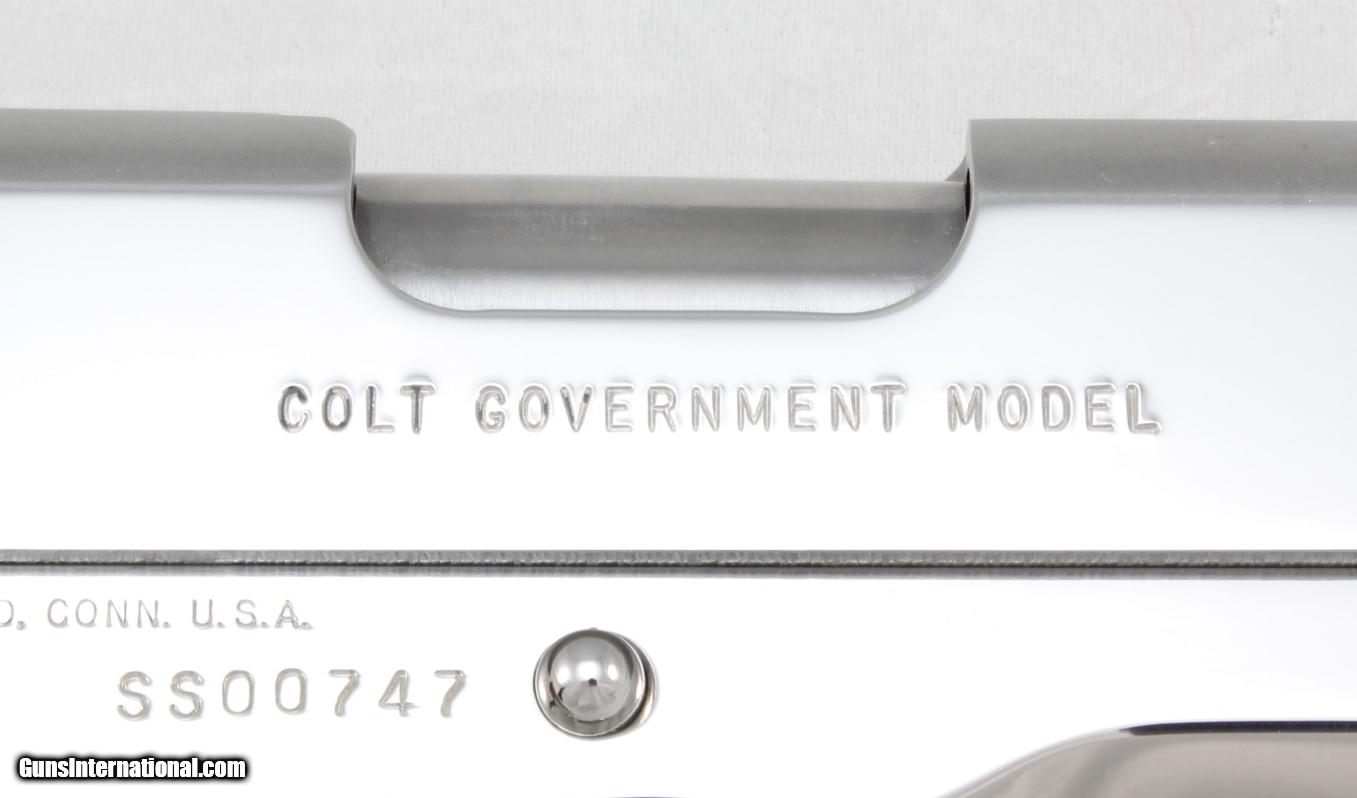 COLT GOVERNMENT MODEL
D. CONN. U.S.A.
SS00747
GunsInternational.com